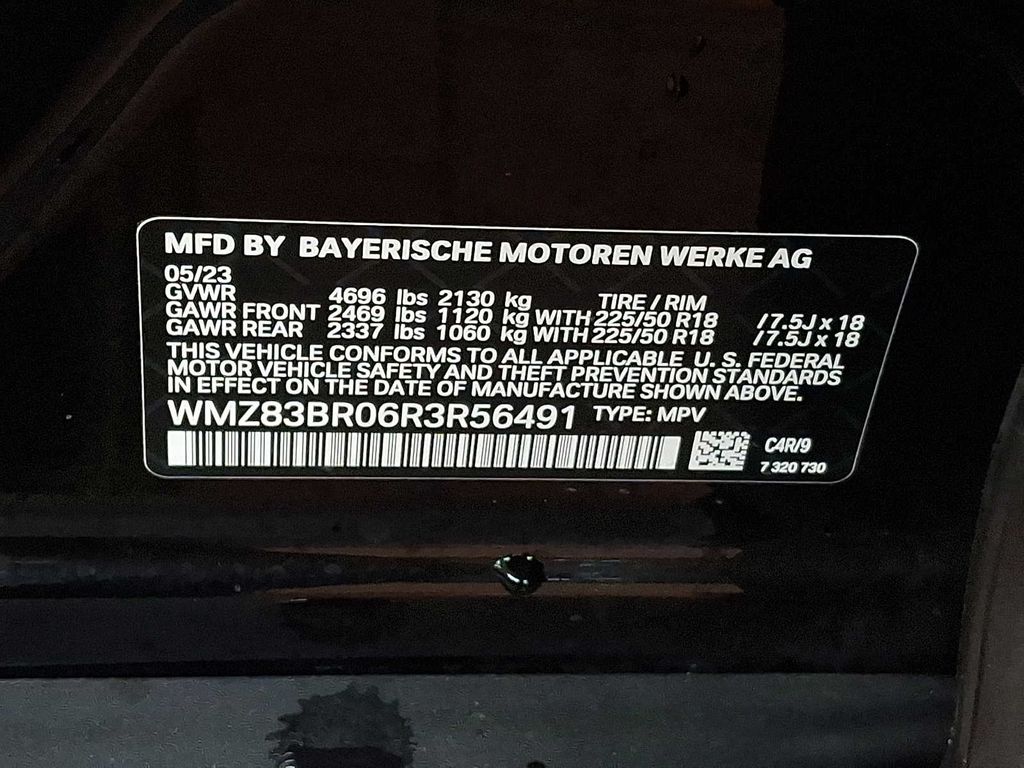 MFD BY BAYERISCHE MOTOREN WERKE AG
05/23
GVWR 4696 lbs 2130 kg TIRE / RIM
GAWR FRONT 2469 lbs 1120 kg WITH 225/50 R18 / 7.5J x 18
GAWR REAR 2337 lbs 1060 kg WITH 225/50 R18 / 7.5J x 18
THIS VEHICLE CONFORMS TO ALL APPLICABLE U. S. FEDERAL
MOTOR VEHICLE SAFETY AND THEFT PREVENTION STANDARDS
IN EFFECT ON THE DATE OF MANUFACTURE SHOWN ABOVE.
WMZ83BR06R3R56491 TYPE: MPV
C4R/9
7 320 730